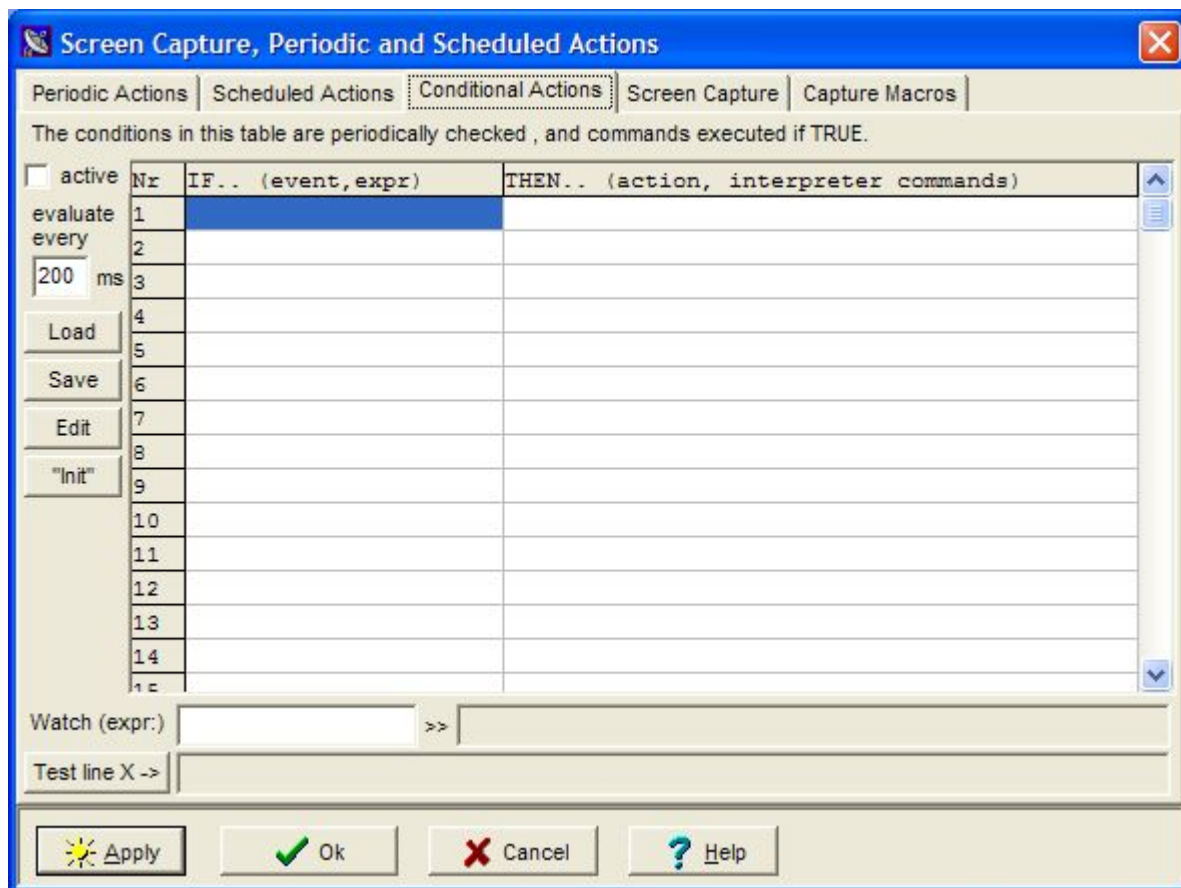 Screen Capture, Periodic and Scheduled Actions
Periodic Actions Scheduled Actions Conditional Actions Screen Capture Capture Macros
The conditions in this table are periodically checked , and commands executed if TRUE.
active
evaluate
every
200 ms
Load
Save
Edit
"Init"
Nr IF.. (event,expr) THEN.. (action, interpreter commands)
1
2
3
4
5
6
7
8
9
10
11
12
13
14
15
Watch (expr:) >>
Test line X ->
Apply Ok Cancel ? Help